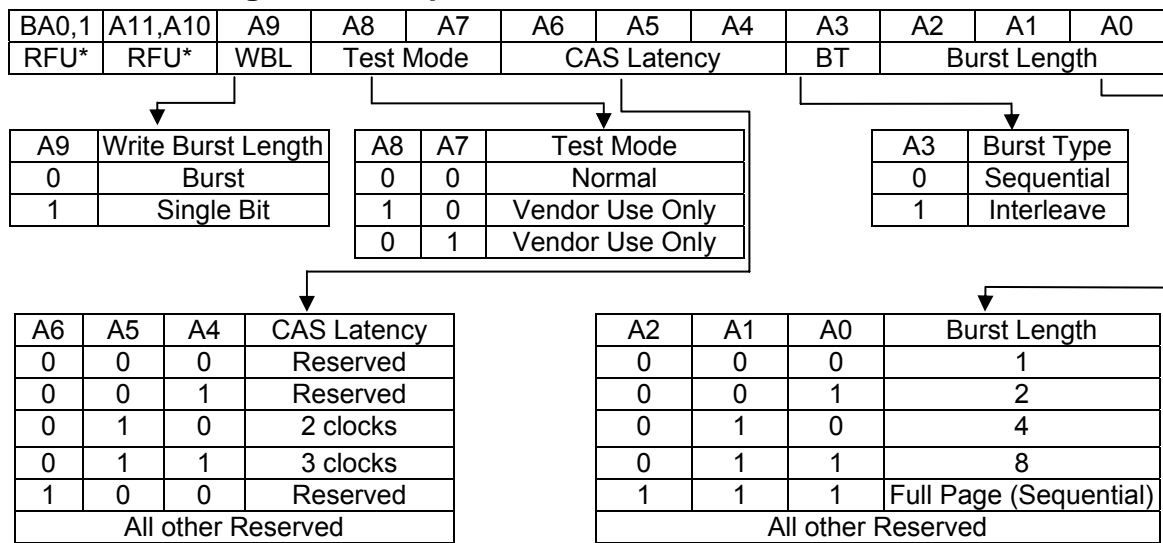 BA0,1 A11,A10 A9 A8 A7 A6 A5 A4 A3 A2 A1 A0
RFU* RFU* WBL Test Mode CAS Latency BT Burst Length
A9 Write Burst Length
0 Burst
1 Single Bit
A8 A7 Test Mode
0 0 Normal
1 0 Vendor Use Only
0 1 Vendor Use Only
A3 Burst Type
0 Sequential
1 Interleave
A6 A5 A4 CAS Latency
0 0 0 Reserved
0 0 1 Reserved
0 1 0 2 clocks
0 1 1 3 clocks
1 0 0 Reserved
All other Reserved
A2 A1 A0 Burst Length
0 0 0 1
0 0 1 2
0 1 0 4
0 1 1 8
1 1 1 Full Page (Sequential)
All other Reserved